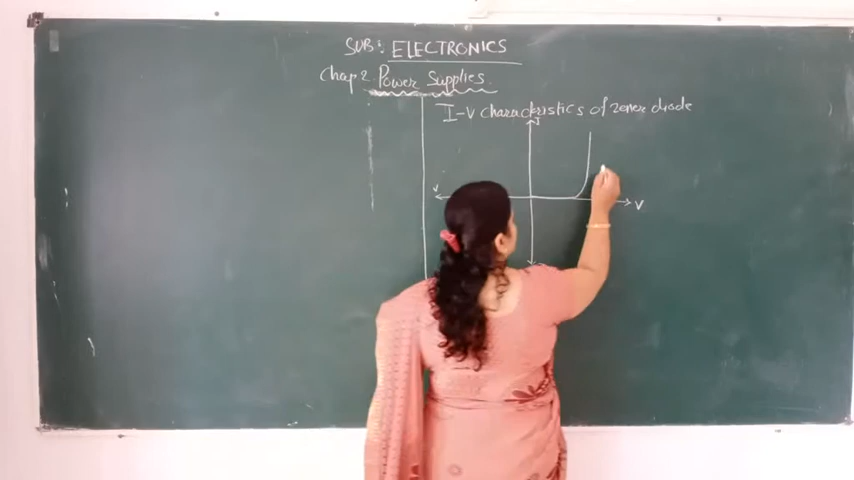 SUB: ELECTRONICS
Chap 2. Power Supplies.
I-V characteristics of zener diode
I
V
V